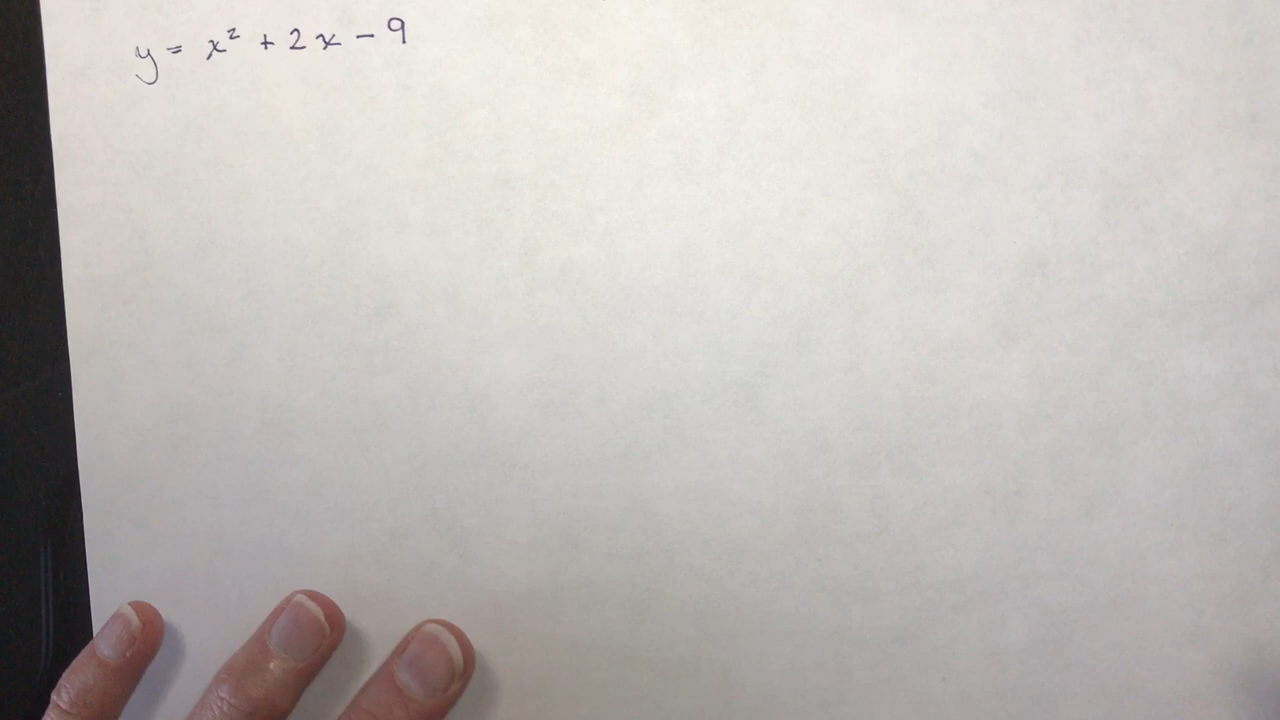 y = x² + 2x - 9